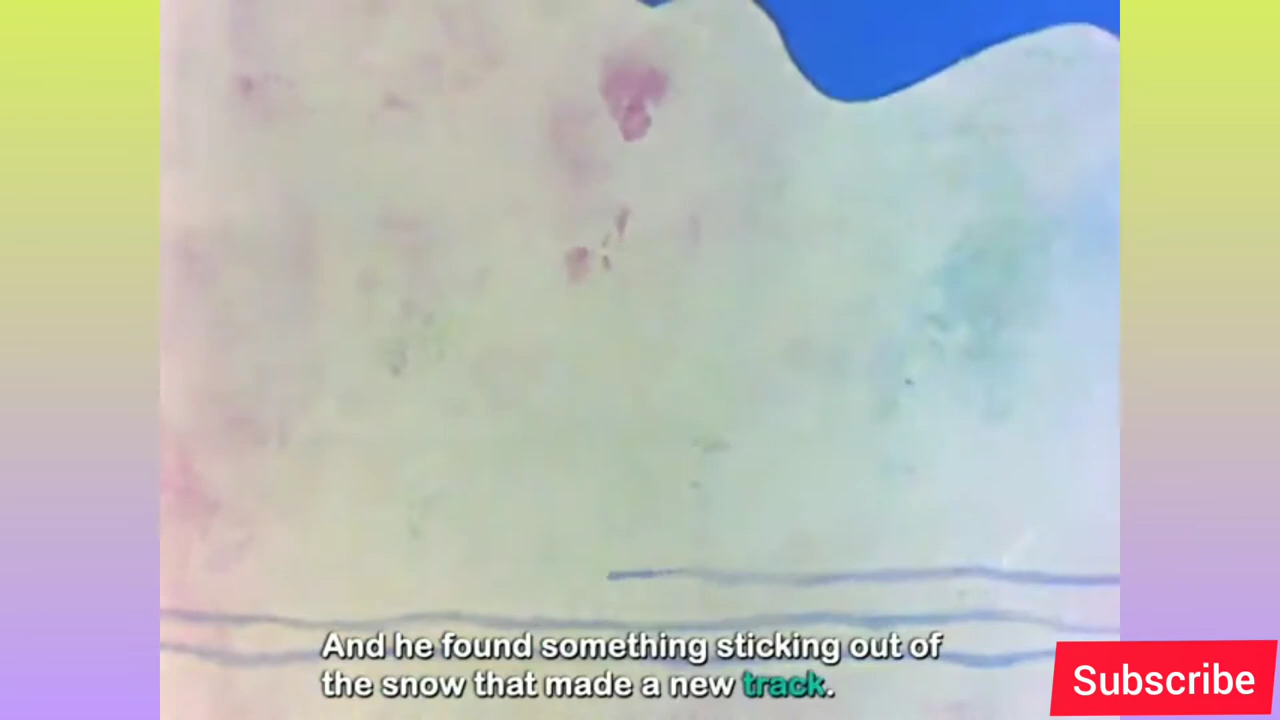 And he found something sticking out of
the snow that made a new track.
Subscribe